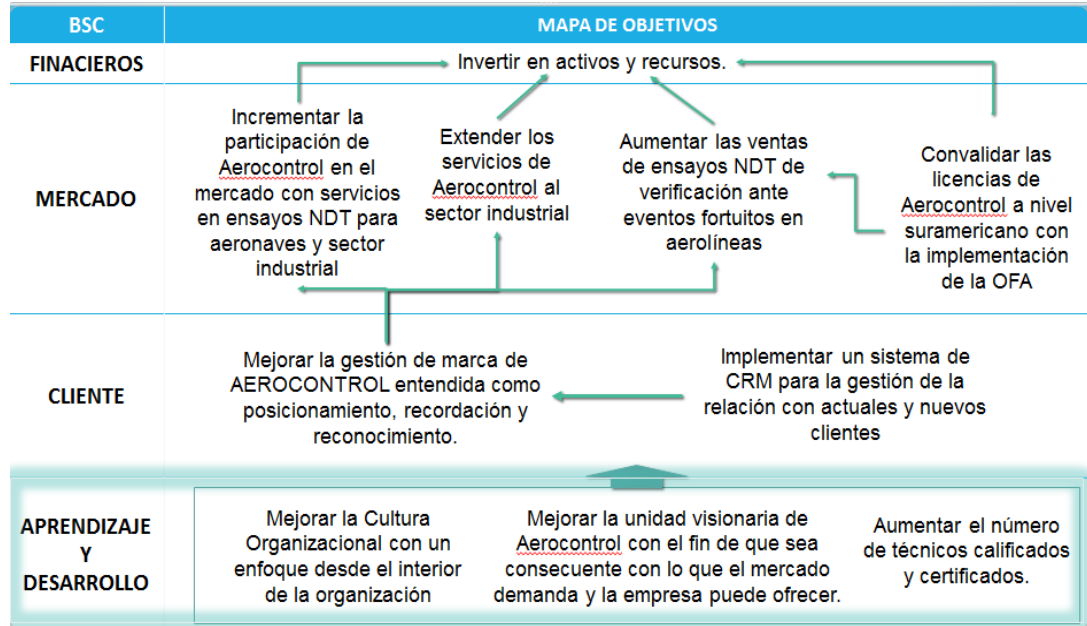 BSC
MAPA DE OBJETIVOS
FINACIEROS
Invertir en activos y recursos.
MERCADO
Incrementar la
participación de
Aerocontrol en el
mercado con servicios
en ensayos NDT para
aeronaves y sector
industrial
Extender los
servicios de
Aerocontrol al
sector industrial
Aumentar las ventas
de ensayos NDT de
verificación ante
eventos fortuitos en
aerolíneas
Convalidar las
licencias de
Aerocontrol a nivel
suramericano con
la implementación
de la OFA
CLIENTE
Mejorar la gestión de marca de
AEROCONTROL entendida como
posicionamiento, recordación y
reconocimiento.
Implementar un sistema de
CRM para la gestión de la
relación con actuales y nuevos
clientes
APRENDIZAJE
Y
DESARROLLO
Mejorar la Cultura
Organizacional con un
enfoque desde el interior
de la organización
Mejorar la unidad visionaria de
Aerocontrol con el fin de que sea
consecuente con lo que el mercado
demanda y la empresa puede ofrecer.
Aumentar el número
de técnicos calificados
y certificados.